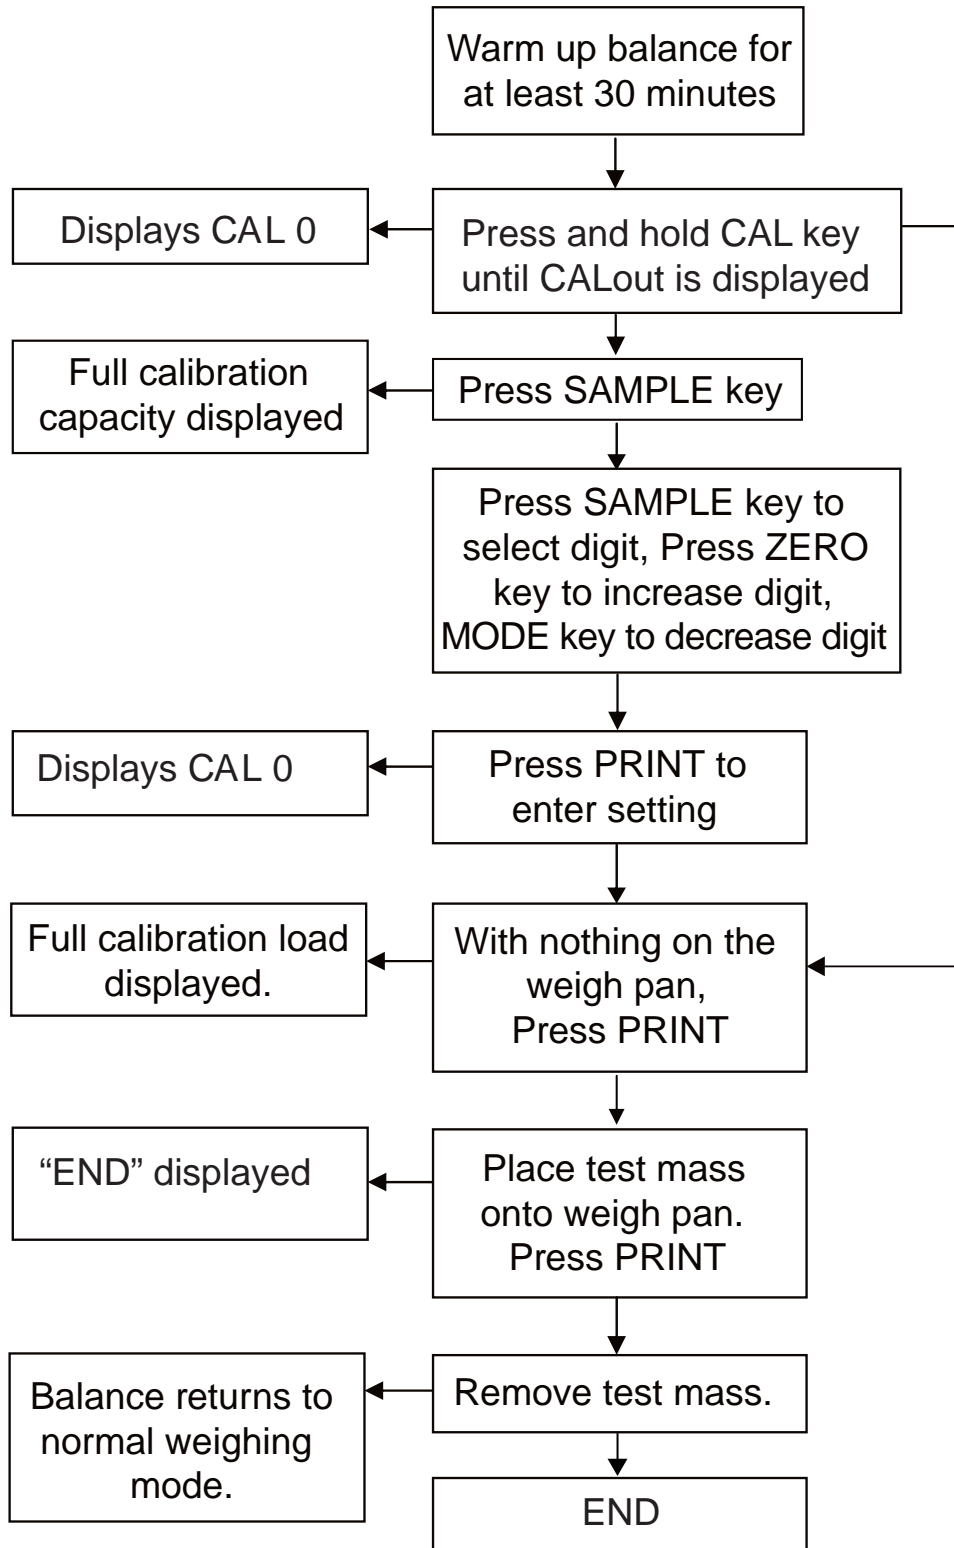 Warm up balance for
at least 30 minutes
Displays CAL 0
Press and hold CAL key
until CALout is displayed
Full calibration
capacity displayed
Press SAMPLE key
Press SAMPLE key to
select digit, Press ZERO
key to increase digit,
MODE key to decrease digit
Displays CAL 0
Press PRINT to
enter setting
Full calibration load
displayed.
With nothing on the
weigh pan,
Press PRINT
“END” displayed
Place test mass
onto weigh pan.
Press PRINT
Balance returns to
normal weighing
mode.
Remove test mass.
END